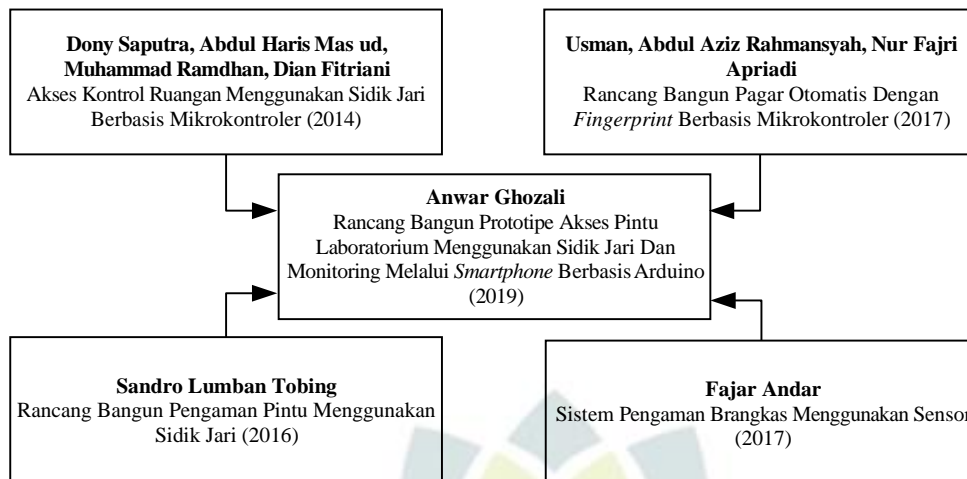 Dony Saputra, Abdul Haris Mas ud,
Muhammad Ramdhan, Dian Fitriani
Akses Kontrol Ruangan Menggunakan Sidik Jari
Berbasis Mikrokontroler (2014)
Usman, Abdul Aziz Rahmansyah, Nur Fajri
Apriadi
Rancang Bangun Pagar Otomatis Dengan
Fingerprint Berbasis Mikrokontroler (2017)
Anwar Ghozali
Rancang Bangun Prototipe Akses Pintu
Laboratorium Menggunakan Sidik Jari Dan
Monitoring Melalui Smartphone Berbasis Arduino
(2019)
Sandro Lumban Tobing
Rancang Bangun Pengaman Pintu Menggunakan
Sidik Jari (2016)
Fajar Andar
Sistem Pengaman Brangkas Menggunakan Sensor
(2017)